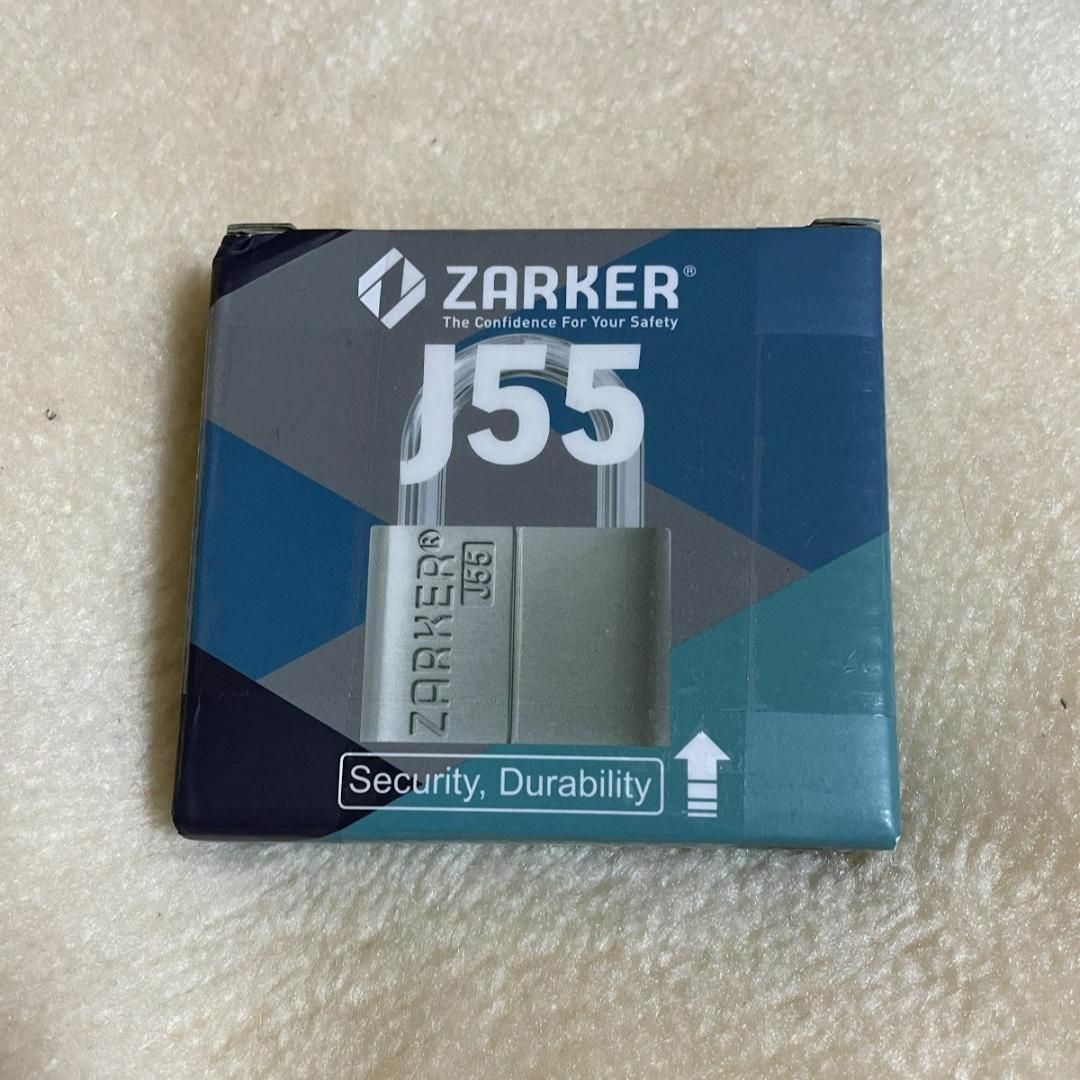 ZARKER®
The Confidence For Your Safety
J55
ZARKER®
J55
Security, Durability